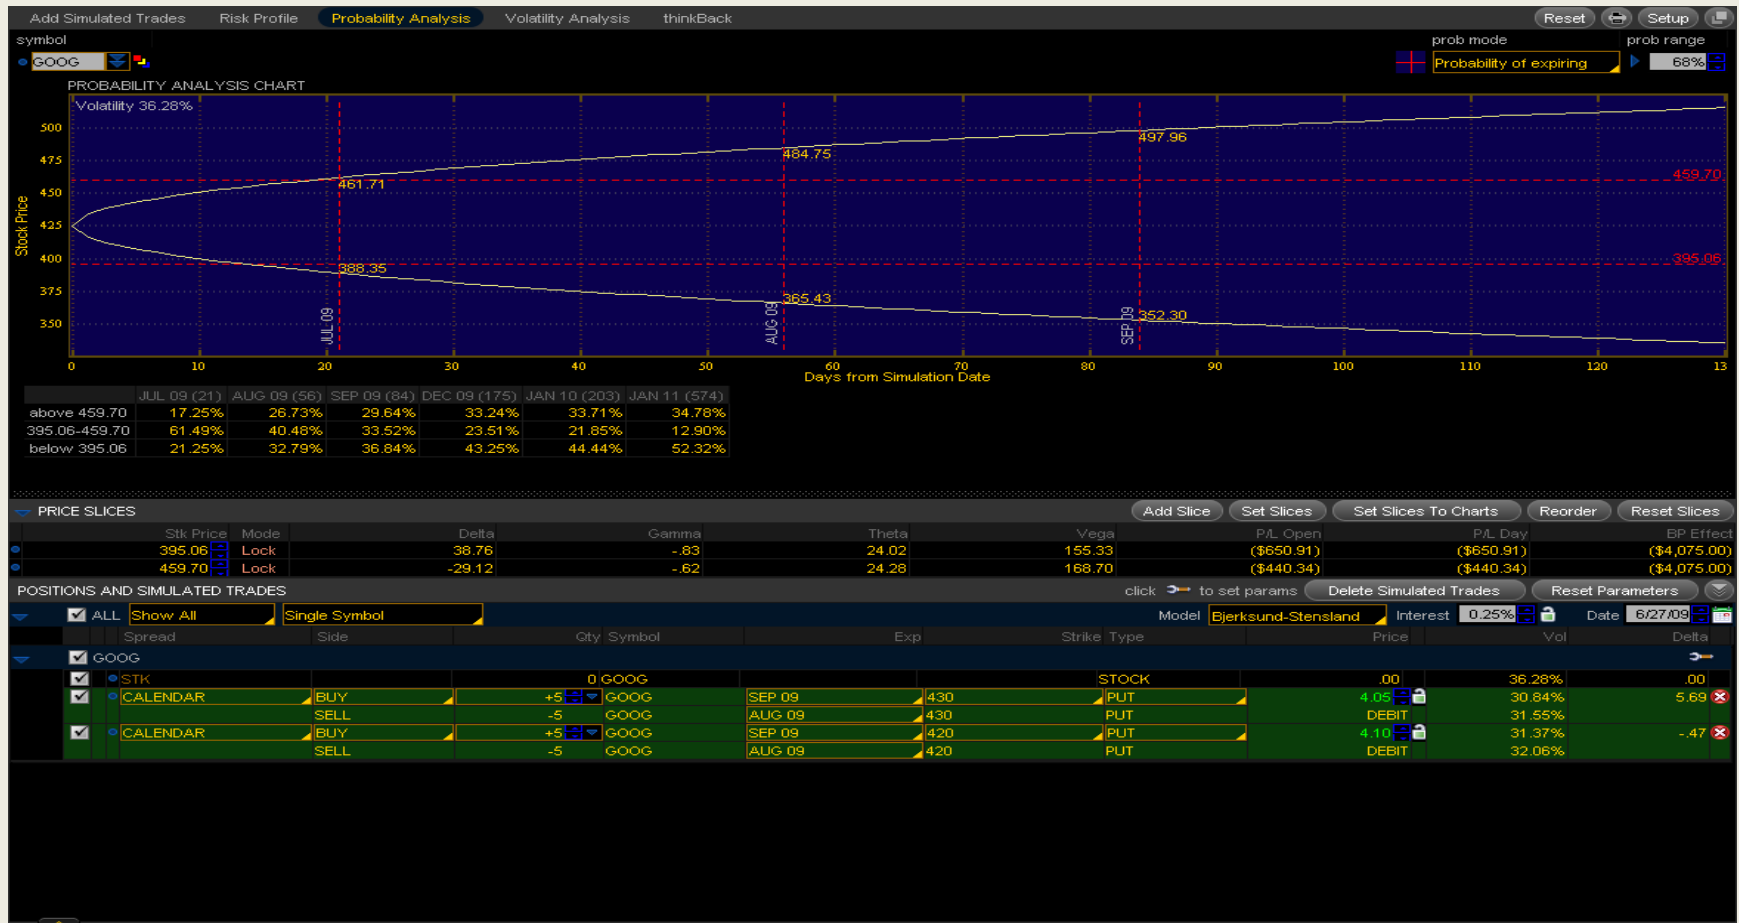 Add Simulated Trades Risk Profile Probability Analysis Volatility Analysis thinkBack Reset Setup
symbol prob mode prob range
GOOG Probability of expiring 68%
PROBABILITY ANALYSIS CHART
Volatility 36.28%
500
497.96
484.75
475
459.70
461.71
450
Stock Price
425
400
395.06
388.35
375
365.43
352.30
350
JUL 09 AUG 09 SEP 09
0 10 20 30 40 50 60 70 80 90 100 110 120 13
Days from Simulation Date
JUL 09 (21) AUG 09 (56) SEP 09 (84) DEC 09 (175) JAN 10 (203) JAN 11 (574)
above 459.70 17.25% 26.73% 29.64% 33.24% 33.71% 34.78%
395.06-459.70 61.49% 40.48% 33.52% 23.51% 21.85% 12.90%
below 395.06 21.25% 32.79% 36.84% 43.25% 44.44% 52.32%
PRICE SLICES Add Slice Set Slices Set Slices To Charts Reorder Reset Slices
Stk Price Mode Delta Gamma Theta Vega P/L Open P/L Day BP Effect
395.06 Lock 38.76 -.83 24.02 155.33 ($650.91) ($650.91) ($4,075.00)
459.70 Lock -29.12 -.62 24.28 168.70 ($440.34) ($440.34) ($4,075.00)
POSITIONS AND SIMULATED TRADES click to set params Delete Simulated Trades Reset Parameters
ALL Show All Single Symbol Model Bjerksund-Stensland Interest 0.25% Date 6/27/09
Spread Side Qty Symbol Exp Strike Type Price Vol Delta
GOOG
STK 0 GOOG STOCK .00 36.28% .00
CALENDAR BUY +5 GOOG SEP 09 430 PUT 4.05 30.84% 5.69
SELL -5 GOOG AUG 09 430 PUT DEBIT 31.55%
CALENDAR BUY +5 GOOG SEP 09 420 PUT 4.10 31.37% -.47
SELL -5 GOOG AUG 09 420 PUT DEBIT 32.06%